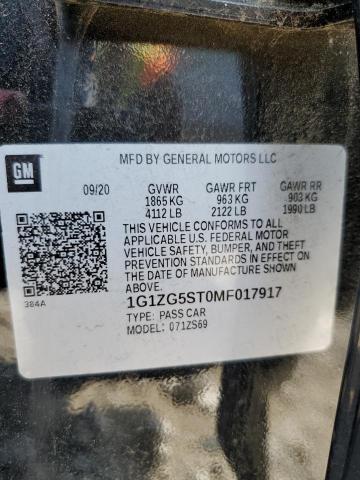 GM
MFD BY GENERAL MOTORS LLC
09/20 GVWR GAWR FRT GAWR RR
1865 KG 963 KG 903 KG
4112 LB 2122 LB 1990 LB
THIS VEHICLE CONFORMS TO ALL
APPLICABLE U.S. FEDERAL MOTOR
VEHICLE SAFETY, BUMPER, AND THEFT
PREVENTION STANDARDS IN EFFECT ON
THE DATE OF MANUFACTURE SHOWN
ABOVE.
384A
1G1ZG5ST0MF017917
TYPE: PASS CAR
MODEL: 071ZS69